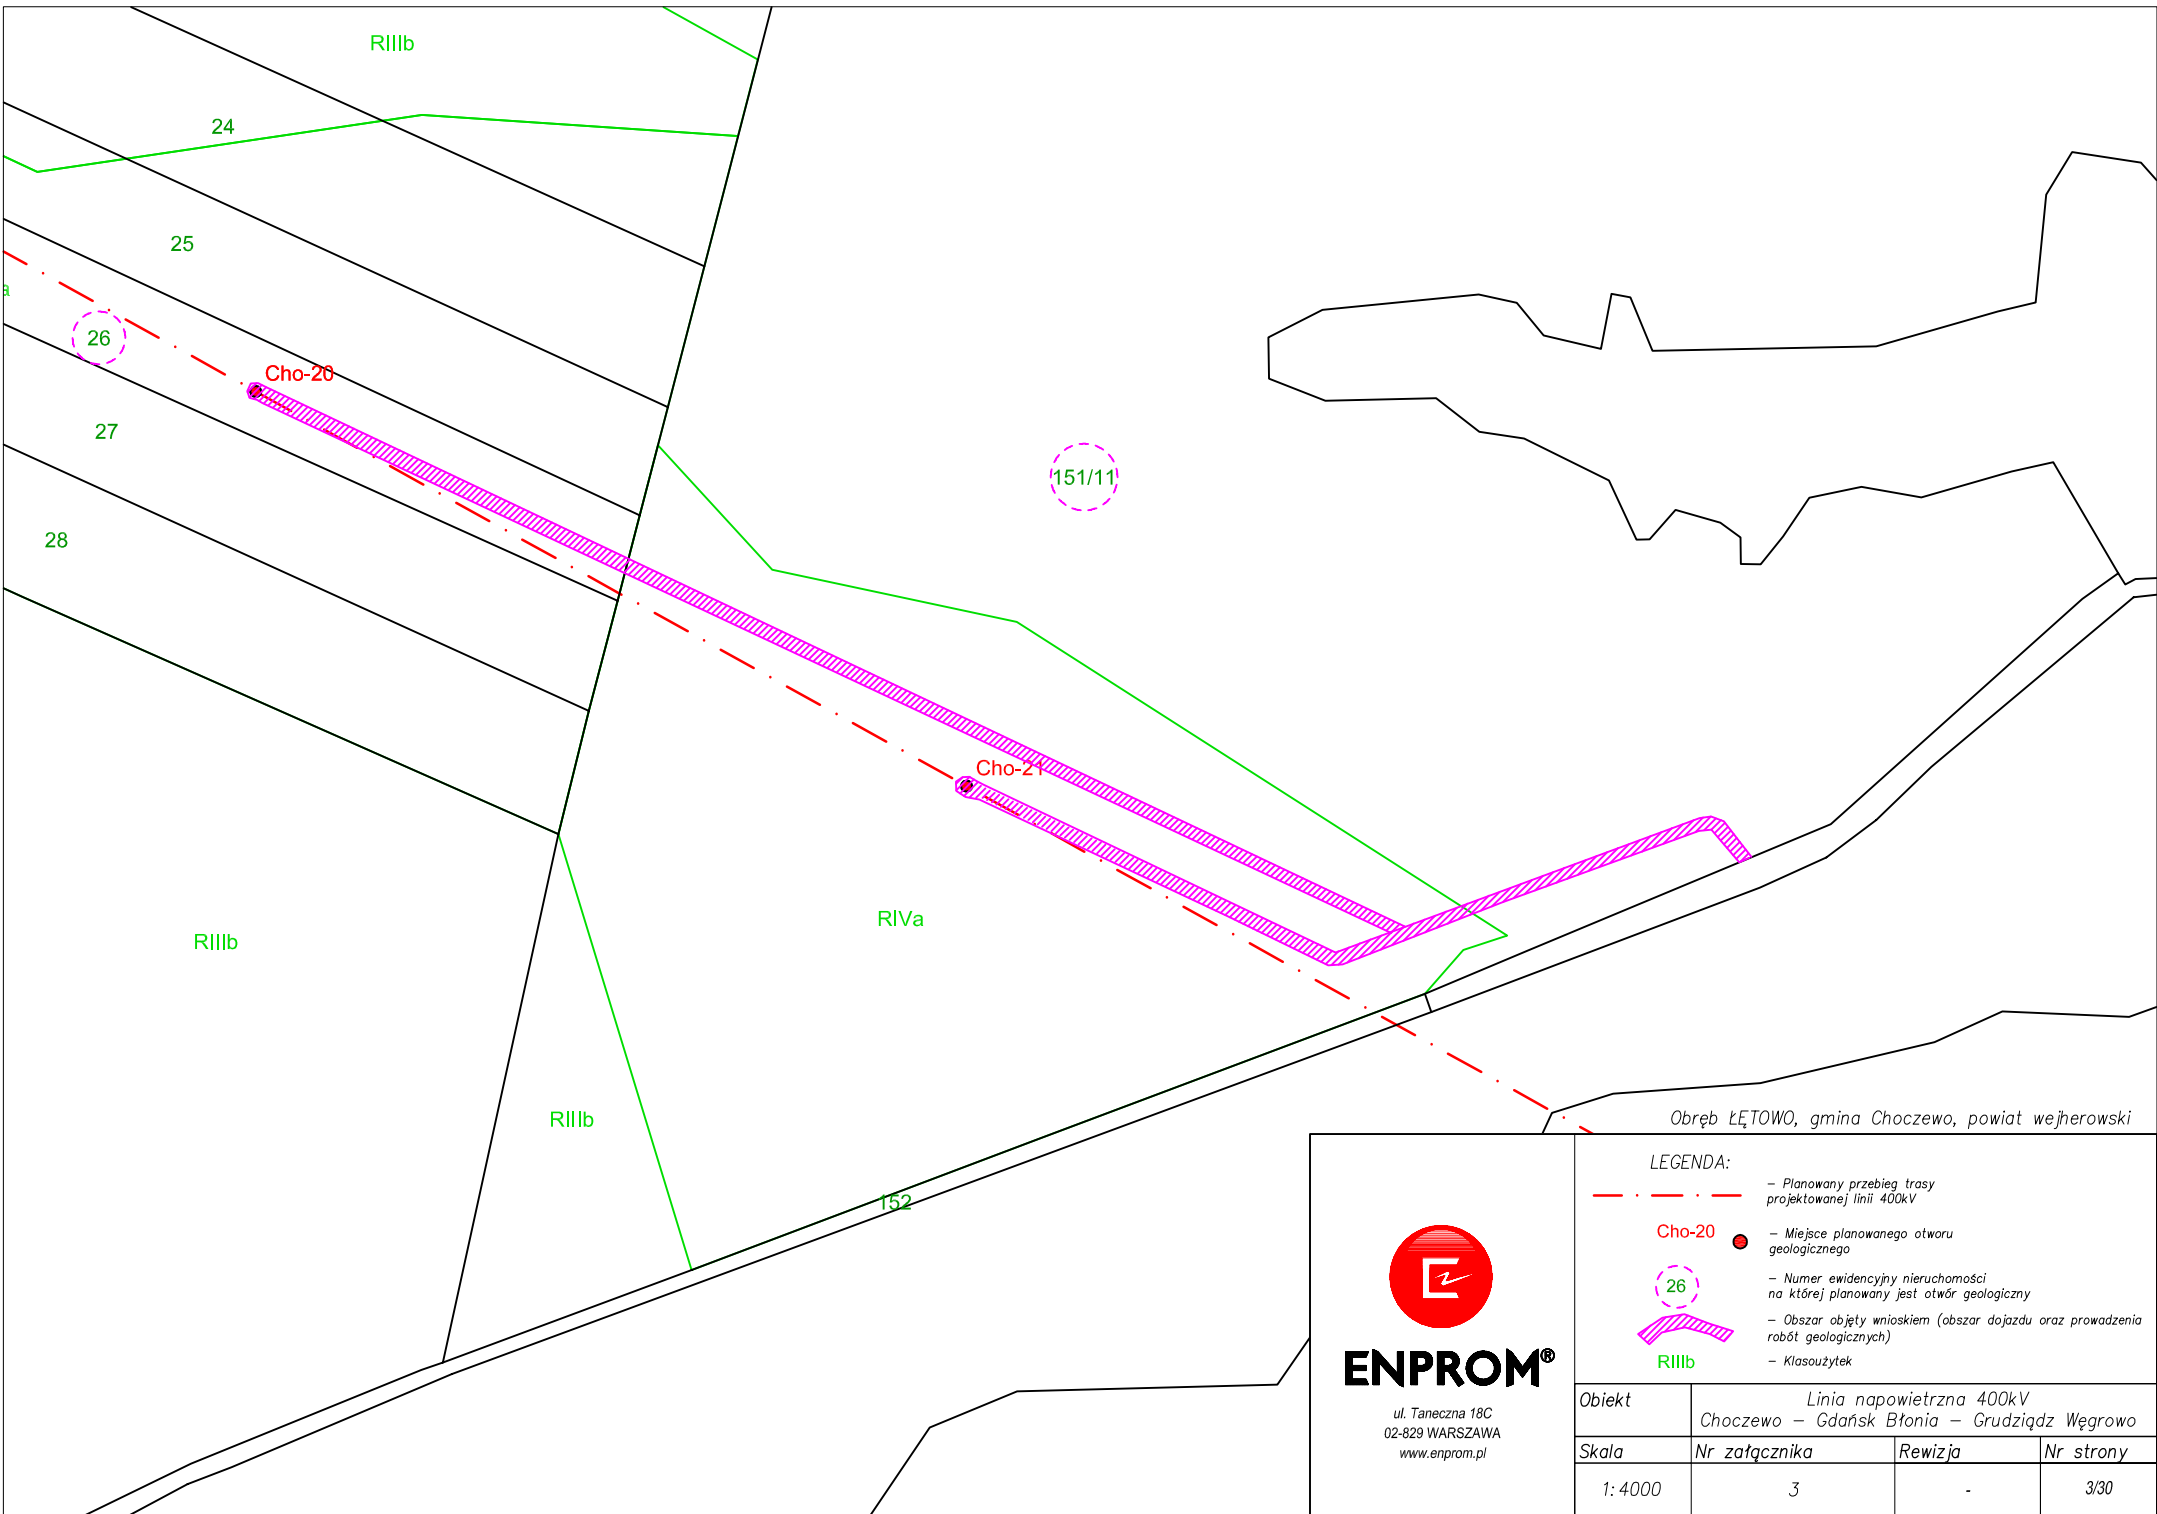 RIIIb
24
25
26
Cho-20
27
151/11
28
Cho-21
RIVa
RIIIb
RIIIb
152
Obręb ŁĘTOWO, gmina Choczewo, powiat wejherowski
LEGENDA:
– Planowany przebieg trasy
projektowanej linii 400kV
Cho-20
– Miejsce planowanego otworu
geologicznego
26
– Numer ewidencyjny nieruchomości
na której planowany jest otwór geologiczny
– Obszar objęty wnioskiem (obszar dojazdu oraz prowadzenia
robót geologicznych)
RIIIb
– Klasoużytek
ENPROM®
ul. Taneczna 18C
02-829 WARSZAWA
www.enprom.pl
Obiekt
Linia napowietrzna 400kV
Choczewo – Gdańsk Błonia – Grudziądz Węgrowo
Skala Nr załącznika Rewizja Nr strony
1:4000 3 - 3/30